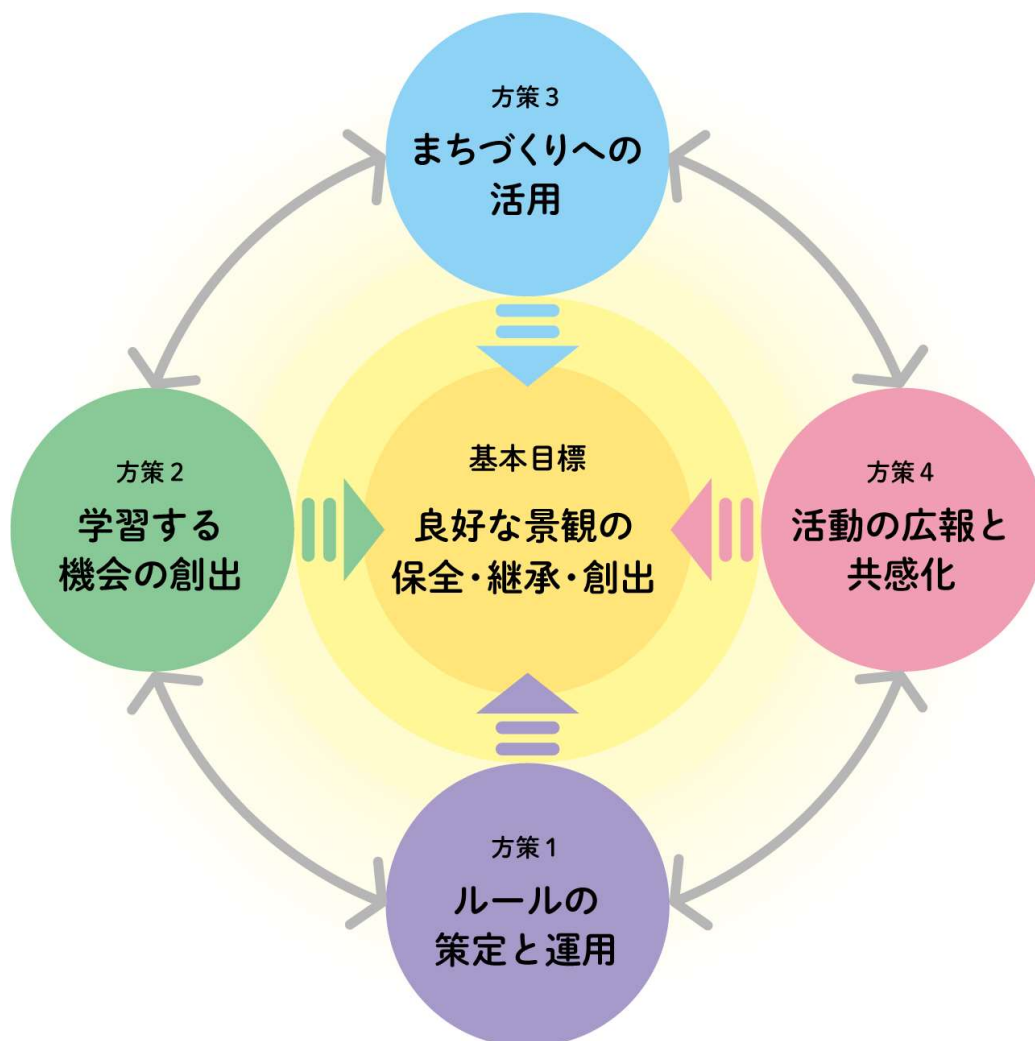 方策3
まちづくりへの
活用
方策2
学習する
機会の創出
基本目標
良好な景観の
保全・継承・創出
方策4
活動の広報と
共感化
方策1
ルールの
策定と運用